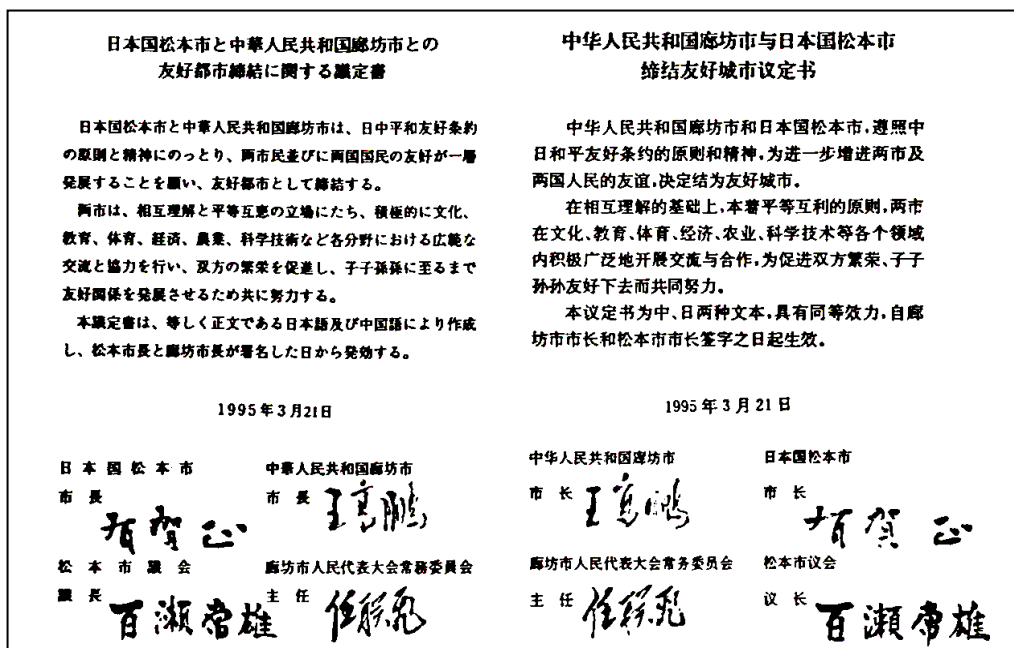 日本国松本市と中華人民共和国廊坊市との
友好都市締結に関する議定書
日本国松本市と中華人民共和国廊坊市は、日中平和友好条約
の原則と精神にのっとり、両市民並びに両国国民の友好が一層
発展することを願い、友好都市として締結する。
両市は、相互理解と平等互恵の立場にたち、積極的に文化、
教育、体育、経済、農業、科学技術など各分野における広範な
交流と協力を行い、双方の繁栄を促進し、子子孫孫に至るまで
友好関係を発展させるため共に努力する。
本議定書は、等しく正文である日本語及び中国語により作成
し、松本市長と廊坊市長が署名した日から発効する。
1995年3月21日
日本国松本市 中華人民共和国廊坊市
市長 有賀正 市長 王富鵬
松本市議会 廊坊市人民代表大会常務委員会
議長 百瀬常雄 主任
中华人民共和国廊坊市与日本国松本市
缔结友好城市议定书
中华人民共和国廊坊市和日本国松本市,遵照中
日和平友好条约的原则和精神,为进一步增进两市及
两国人民的友谊,决定结为友好城市。
在相互理解的基础上,本着平等互利的原则,两市
在文化、教育、体育、经济、农业、科学技术等各个领域
内积极广泛地开展交流与合作,为促进双方繁荣、子子
孙孙友好下去而共同努力。
本议定书为中、日两种文本,具有同等效力,自廊
坊市市长和松本市市长签字之日起生效。
1995年3月21日
中华人民共和国廊坊市 日本国松本市
市长 王富鹏 市长 有賀正
廊坊市人民代表大会常务委员会 松本市议会
主任 议长 百瀬常雄